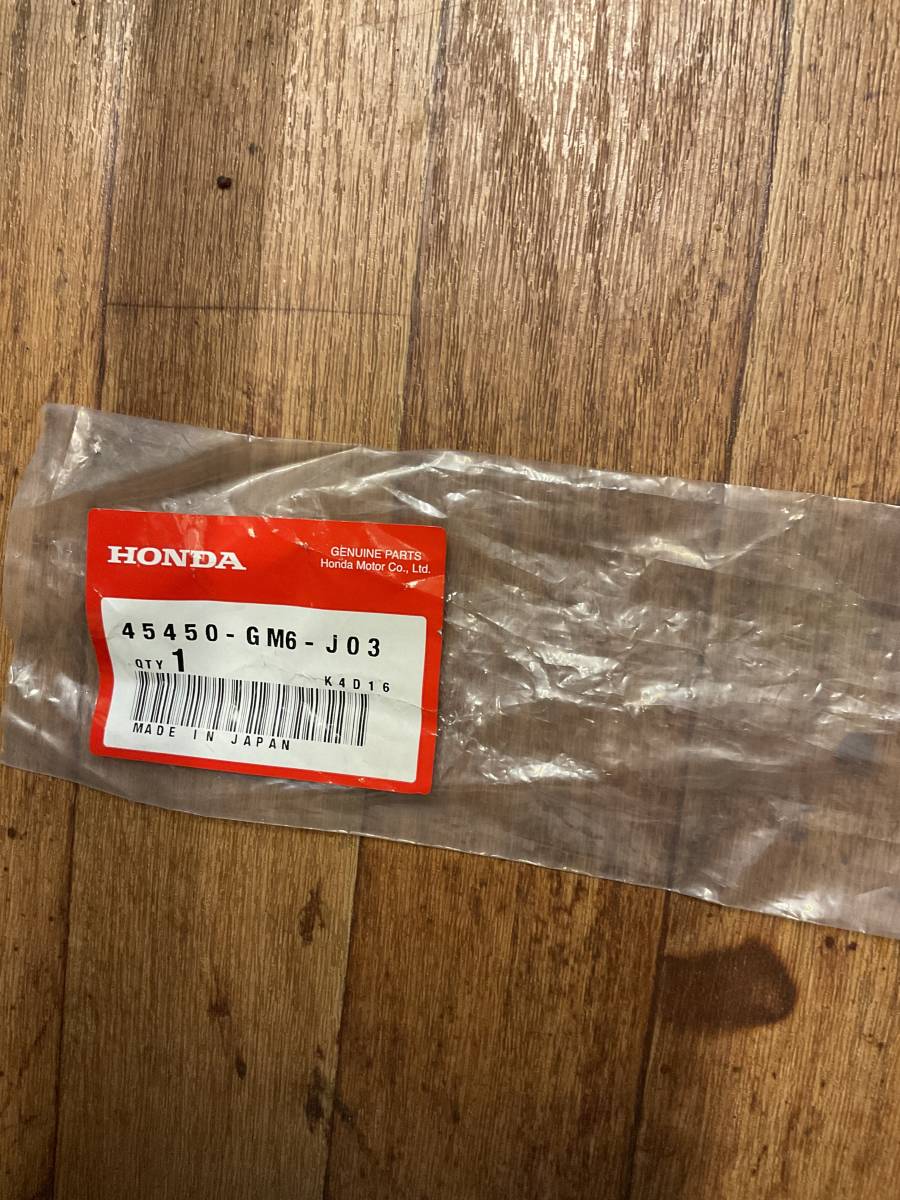 HONDA
GENUINE PARTS
Honda Motor Co., Ltd.
45450-GM6-J03
QTY 1
K4D16
MADE IN JAPAN